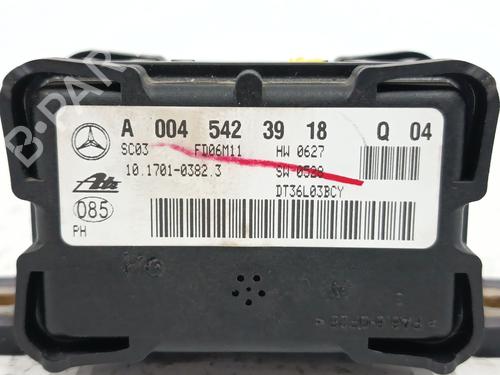 A 004 542 39 18 Q 04
SC03 FD06M11 HW 0627
10.1701-0382.3 SW 0528
Ate DT36L03BCY
085
PH
B-PARTS